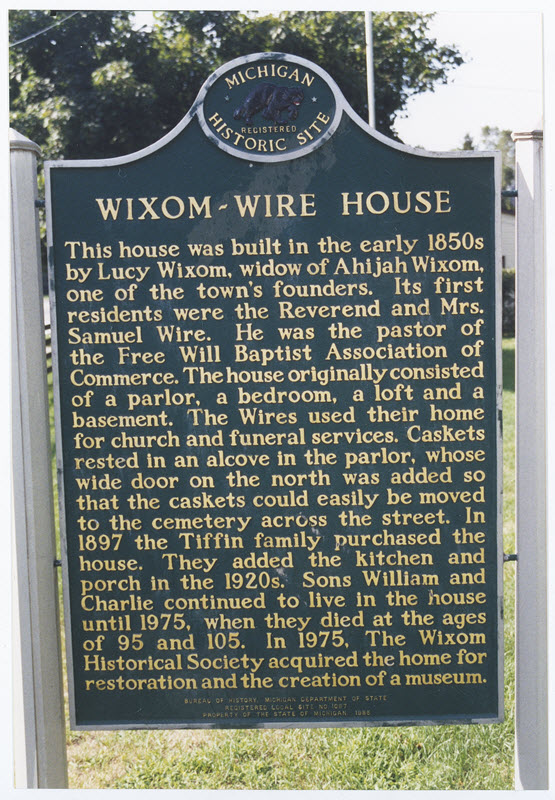 MICHIGAN
REGISTERED
HISTORIC SITE
WIXOM-WIRE HOUSE
This house was built in the early 1850s
by Lucy Wixom, widow of Ahijah Wixom,
one of the town's founders. Its first
residents were the Reverend and Mrs.
Samuel Wire. He was the pastor of
the Free Will Baptist Association of
Commerce. The house originally consisted
of a parlor, a bedroom, a loft and a
basement. The Wires used their home
for church and funeral services. Caskets
rested in an alcove in the parlor, whose
wide door on the north was added so
that the caskets could easily be moved
to the cemetery across the street. In
1897 the Tiffin family purchased the
house. They added the kitchen and
porch in the 1920s. Sons William and
Charlie continued to live in the house
until 1975, when they died at the ages
of 95 and 105. In 1975, The Wixom
Historical Society acquired the home for
restoration and the creation of a museum.
BUREAU OF HISTORY, MICHIGAN DEPARTMENT OF STATE
REGISTERED LOCAL SITE NO.
PROPERTY OF THE STATE OF MICHIGAN,